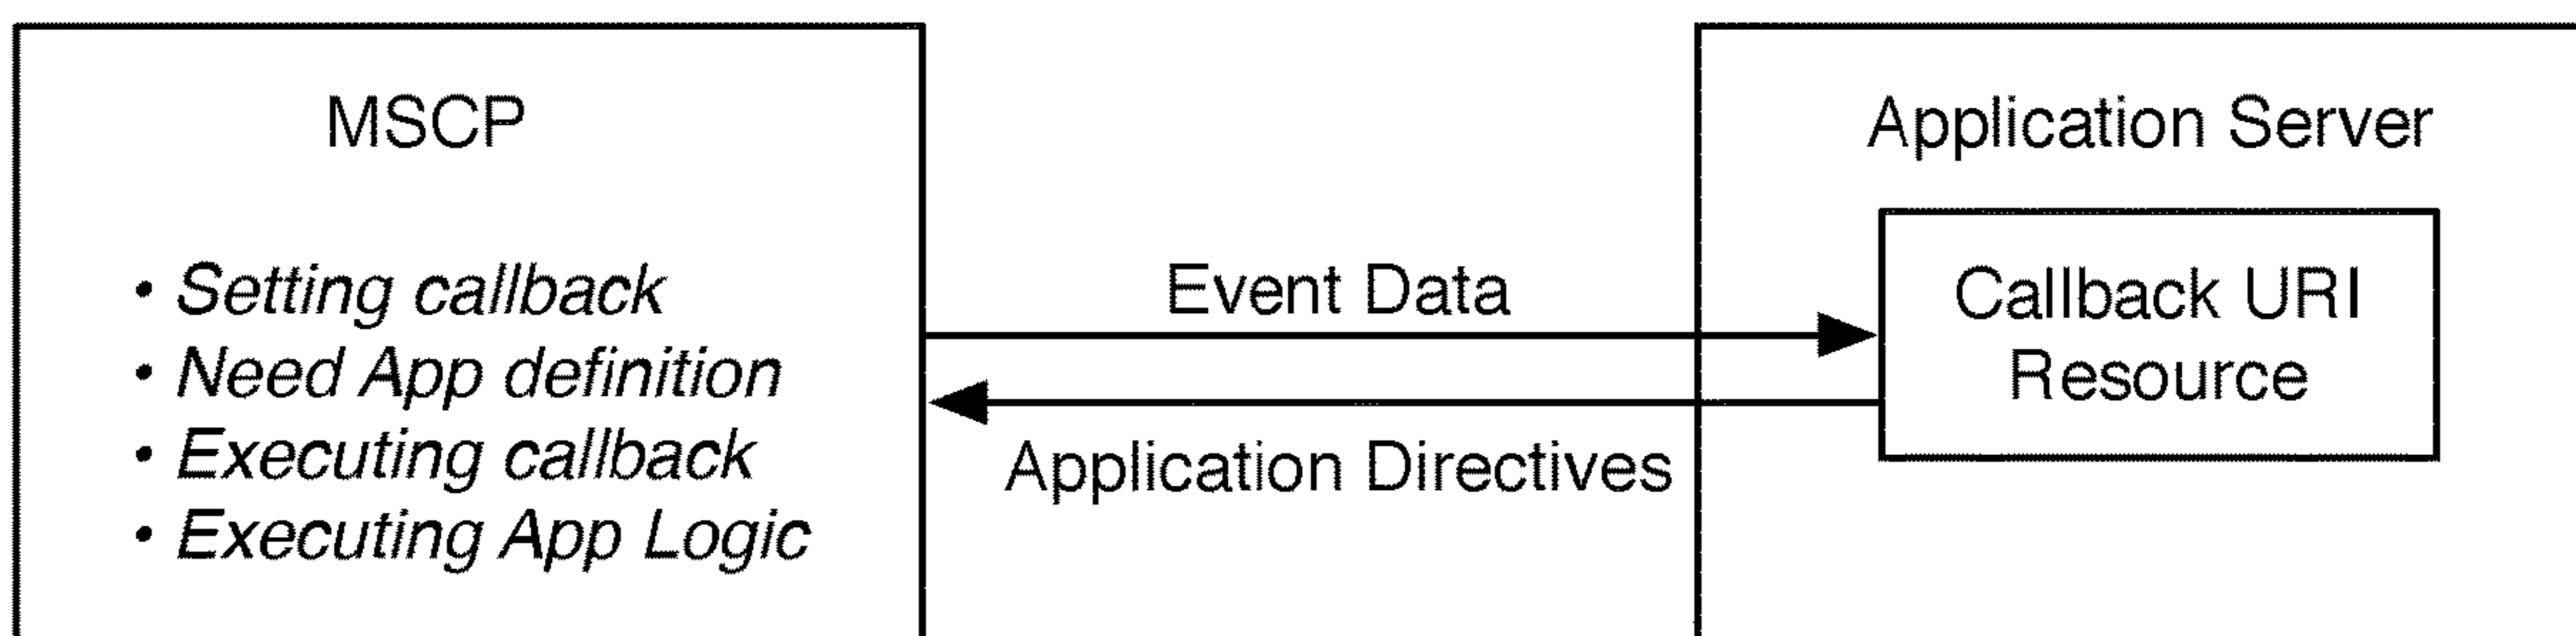 MSCP
• Setting callback
• Need App definition
• Executing callback
• Executing App Logic
Event Data
Application Directives
Application Server
Callback URI
Resource